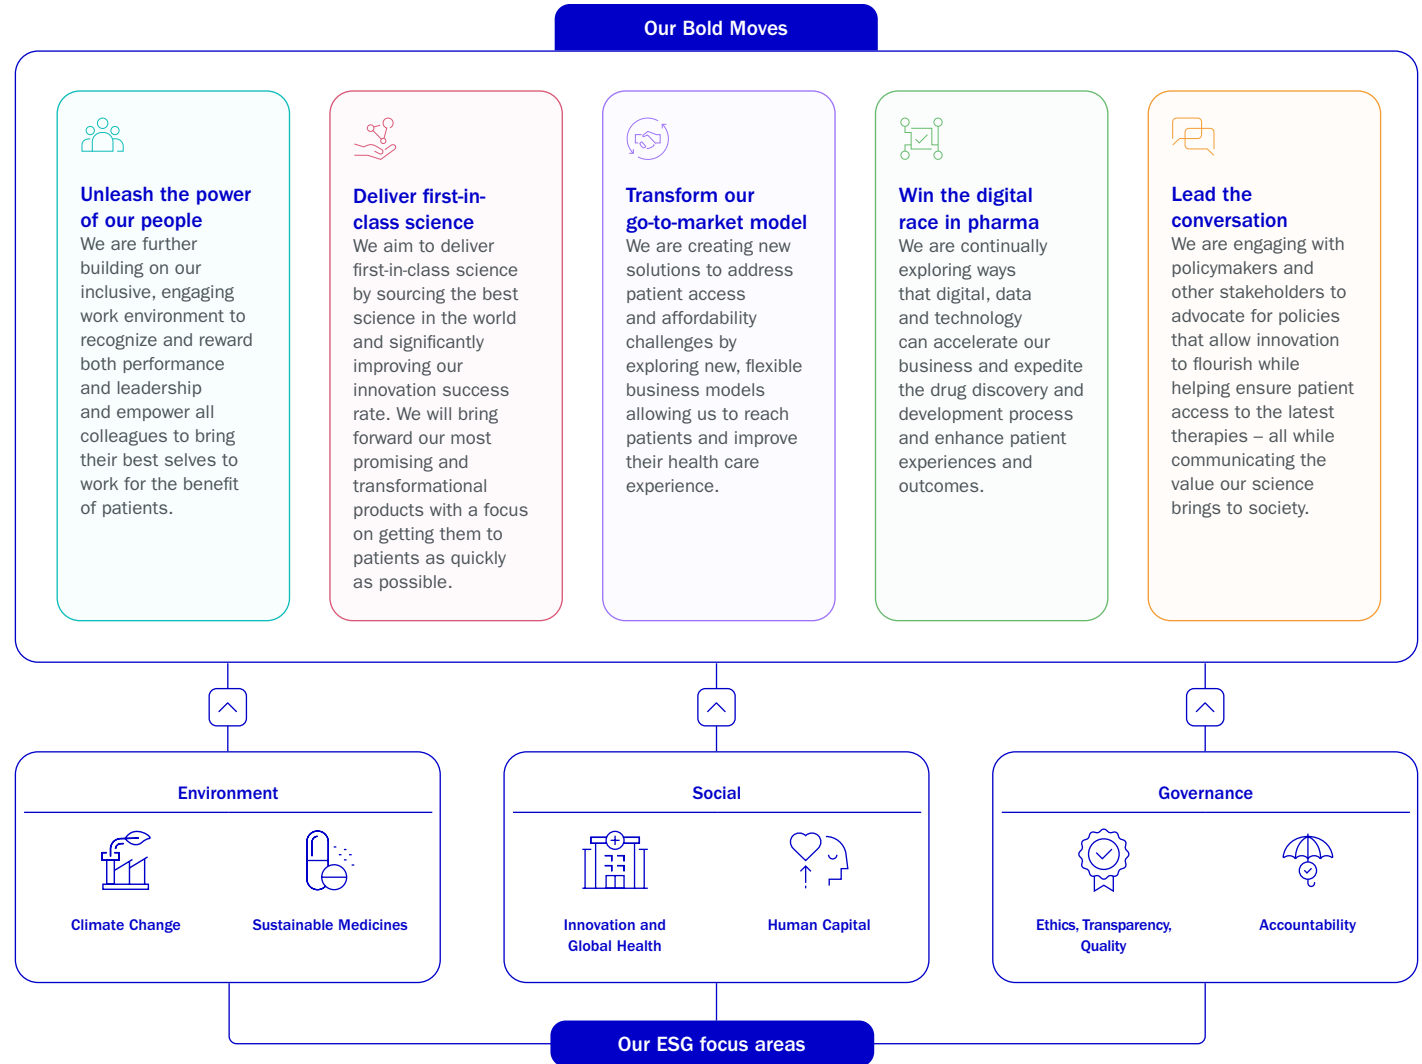 Our Bold Moves
Unleash the power
of our people
We are further
building on our
inclusive, engaging
work environment to
recognize and reward
both performance
and leadership
and empower all
colleagues to bring
their best selves to
work for the benefit
of patients.
Deliver first-in-
class science
We aim to deliver
first-in-class science
by sourcing the best
science in the world
and significantly
improving our
innovation success
rate. We will bring
forward our most
promising and
transformational
products with a focus
on getting them to
patients as quickly
as possible.
Transform our
go-to-market model
We are creating new
solutions to address
patient access
and affordability
challenges by
exploring new, flexible
business models
allowing us to reach
patients and improve
their health care
experience.
Win the digital
race in pharma
We are continually
exploring ways
that digital, data
and technology
can accelerate our
business and expedite
the drug discovery and
development process
and enhance patient
experiences and
outcomes.
Lead the
conversation
We are engaging with
policymakers and
other stakeholders to
advocate for policies
that allow innovation
to flourish while
helping ensure patient
access to the latest
therapies – all while
communicating the
value our science
brings to society.
Environment
Climate Change
Sustainable Medicines
Social
Innovation and
Global Health
Human Capital
Governance
Ethics, Transparency,
Quality
Accountability
Our ESG focus areas